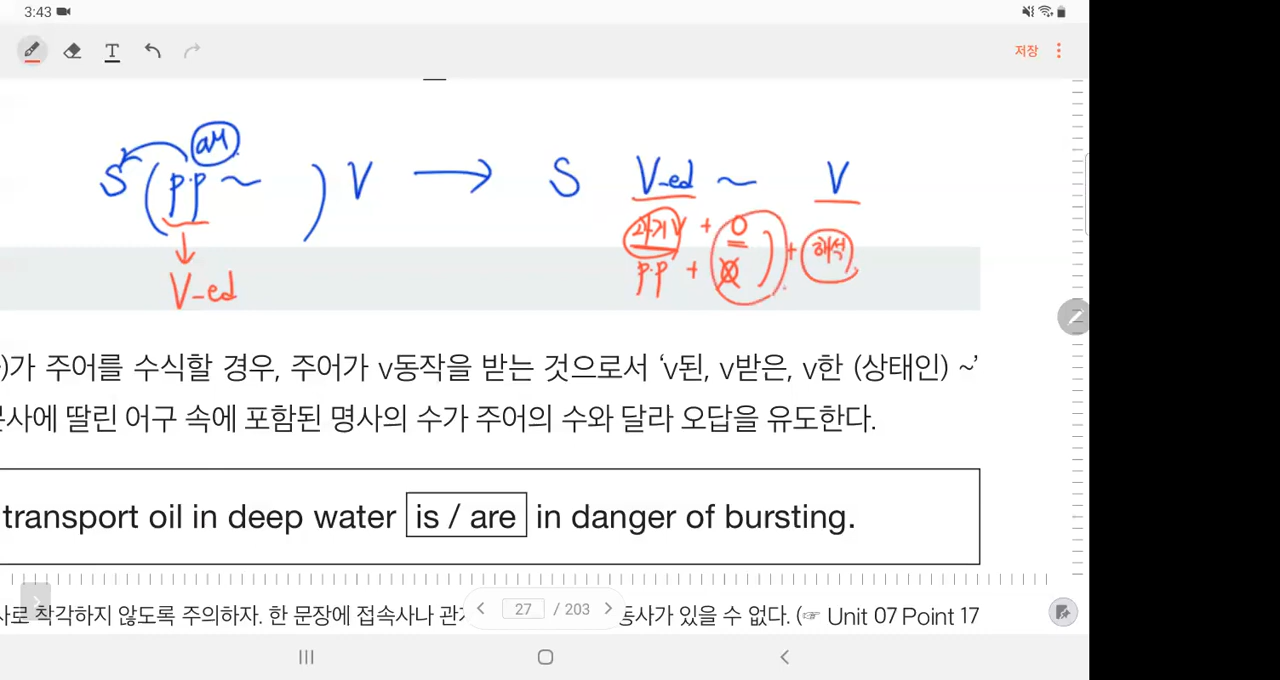 3:43
T
저장
a4
S ( p.p ~ ) V → S V-ed ~ V
과거V + O
V-ed
p.p + + 해석
)가 주어를 수식할 경우, 주어가 v동작을 받는 것으로서 ‘v된, v받은, v한 (상태인) ~’
분사에 딸린 어구 속에 포함된 명사의 수가 주어의 수와 달라 오답을 유도한다.
transport oil in deep water is / are in danger of bursting.
사로 착각하지 않도록 주의하자. 한 문장에 접속사나 관 동사가 있을 수 없다. (☞ Unit 07 Point 17
27 / 203